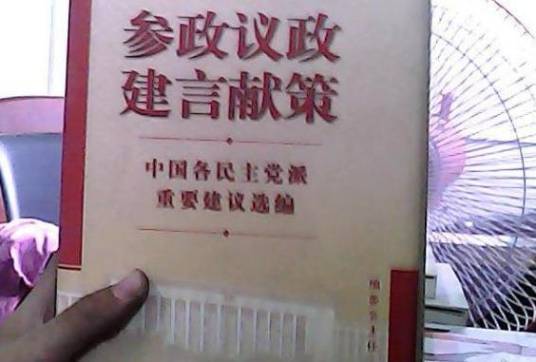 参政议政
建言献策
中国各民主党派
重要建议选编